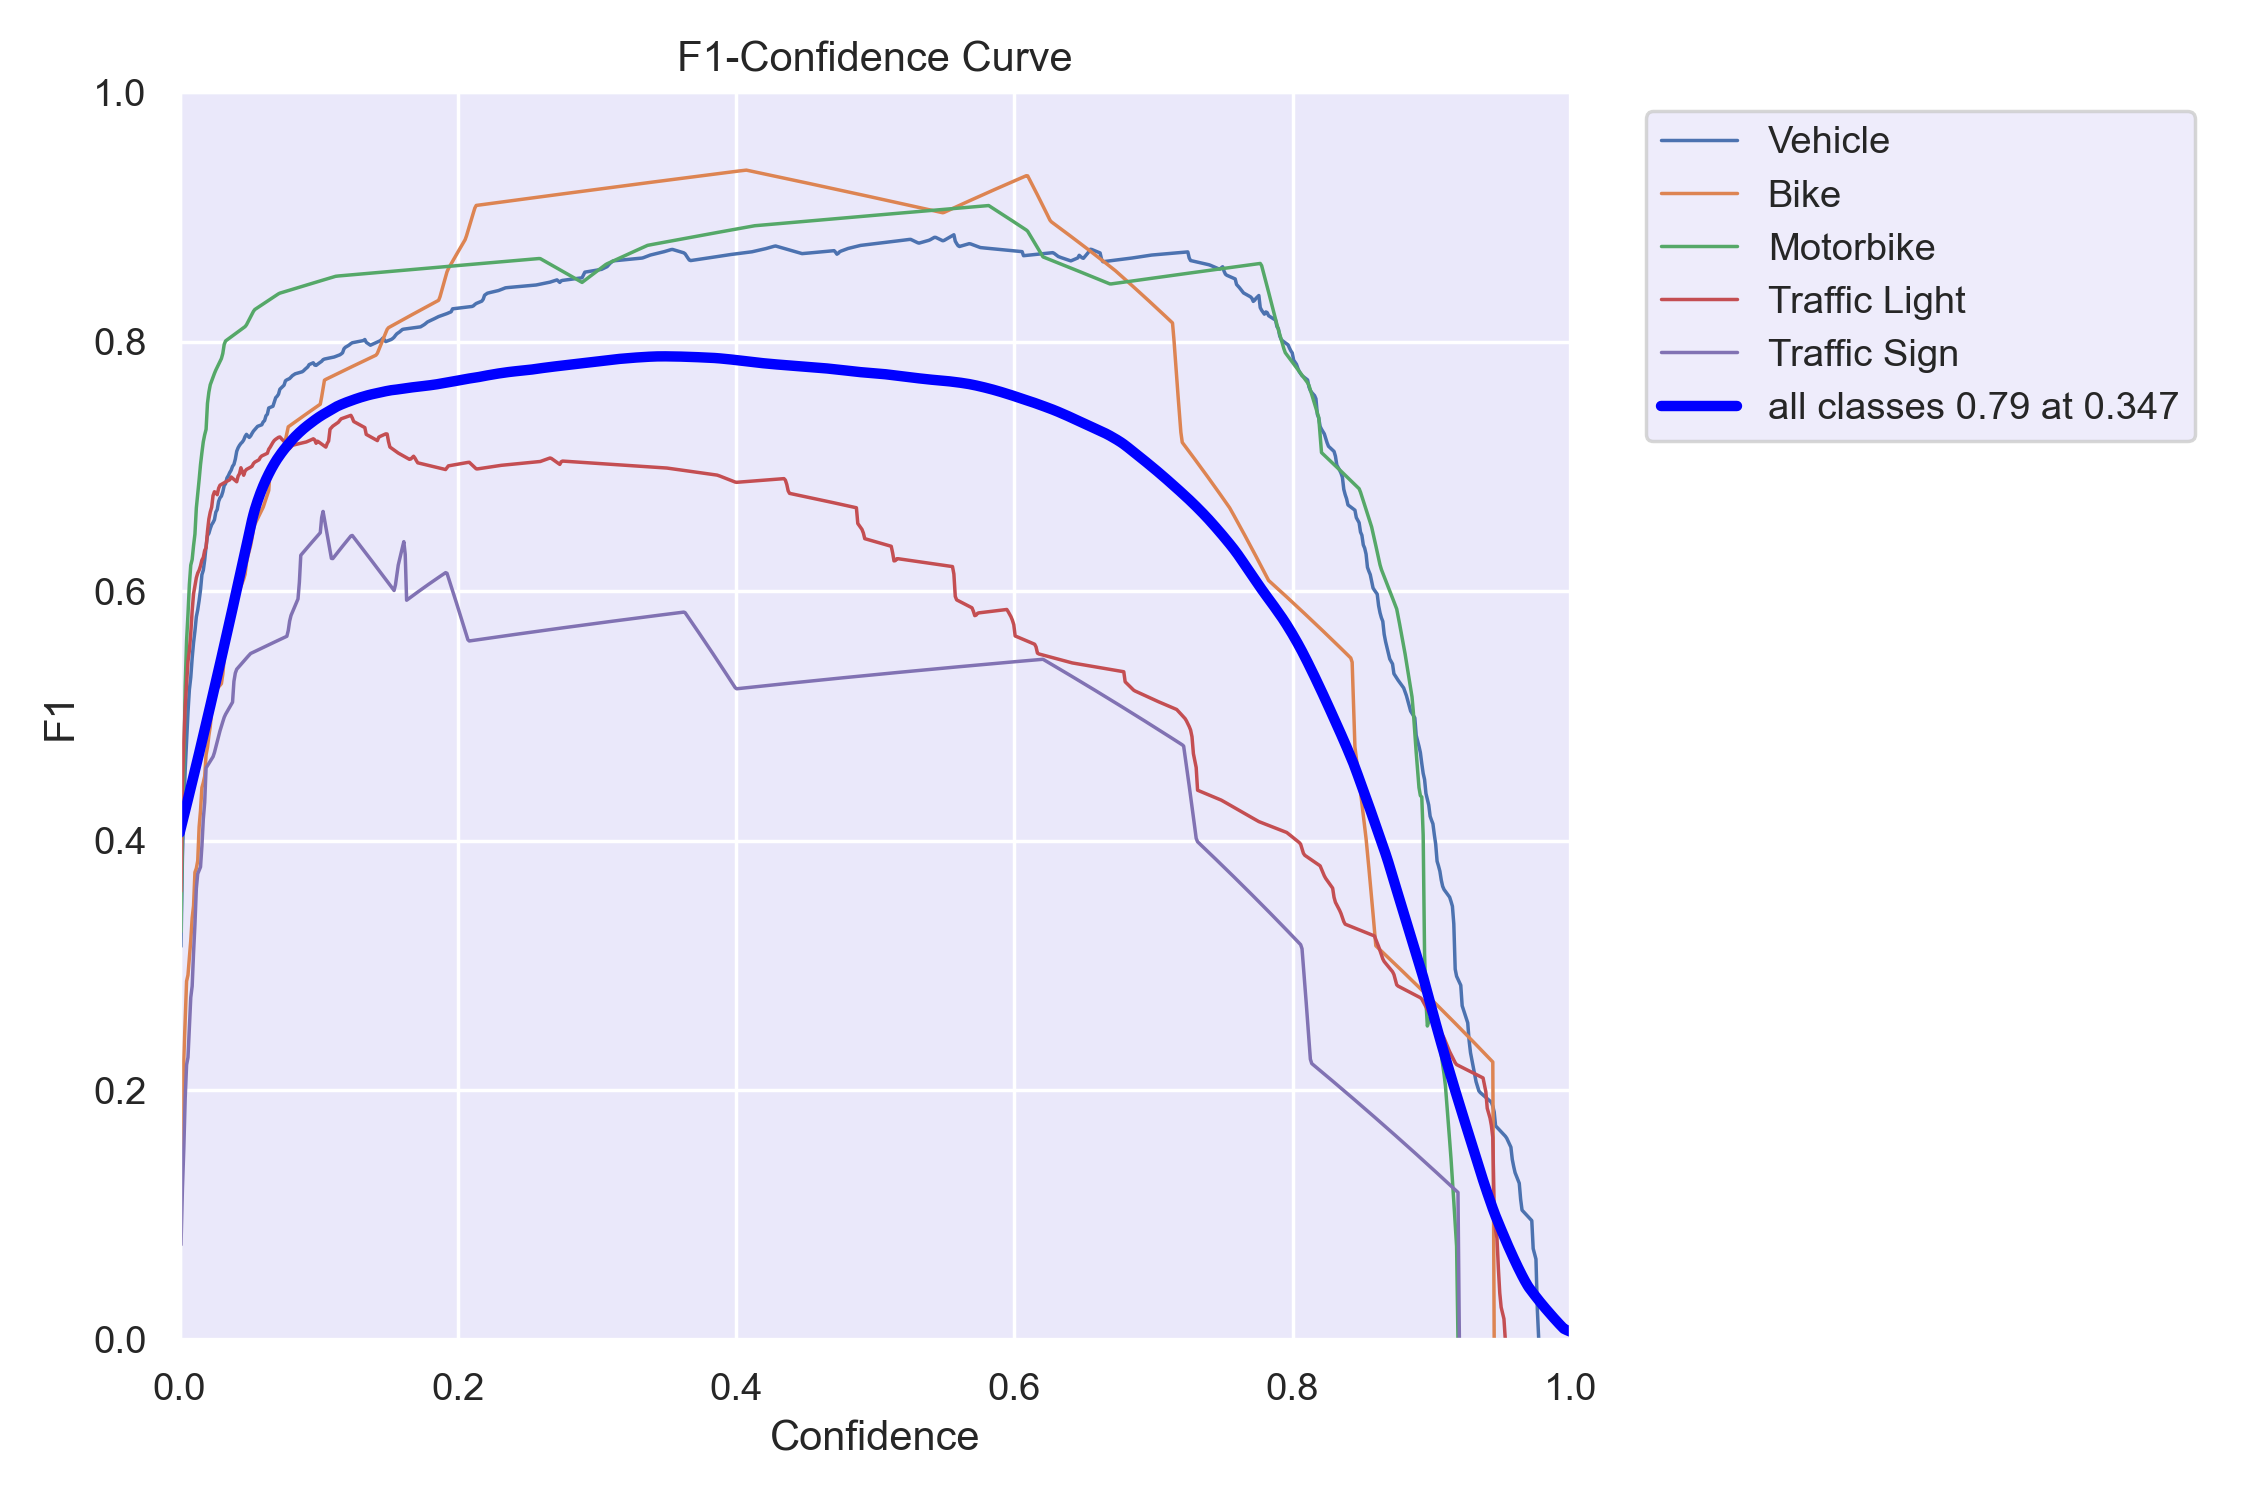 F1-Confidence Curve
1.0
0.8
0.6
0.4
0.2
0.0
F1
0.0 0.2 0.4 0.6 0.8 1.0
Confidence
Vehicle
Bike
Motorbike
Traffic Light
Traffic Sign
all classes 0.79 at 0.347